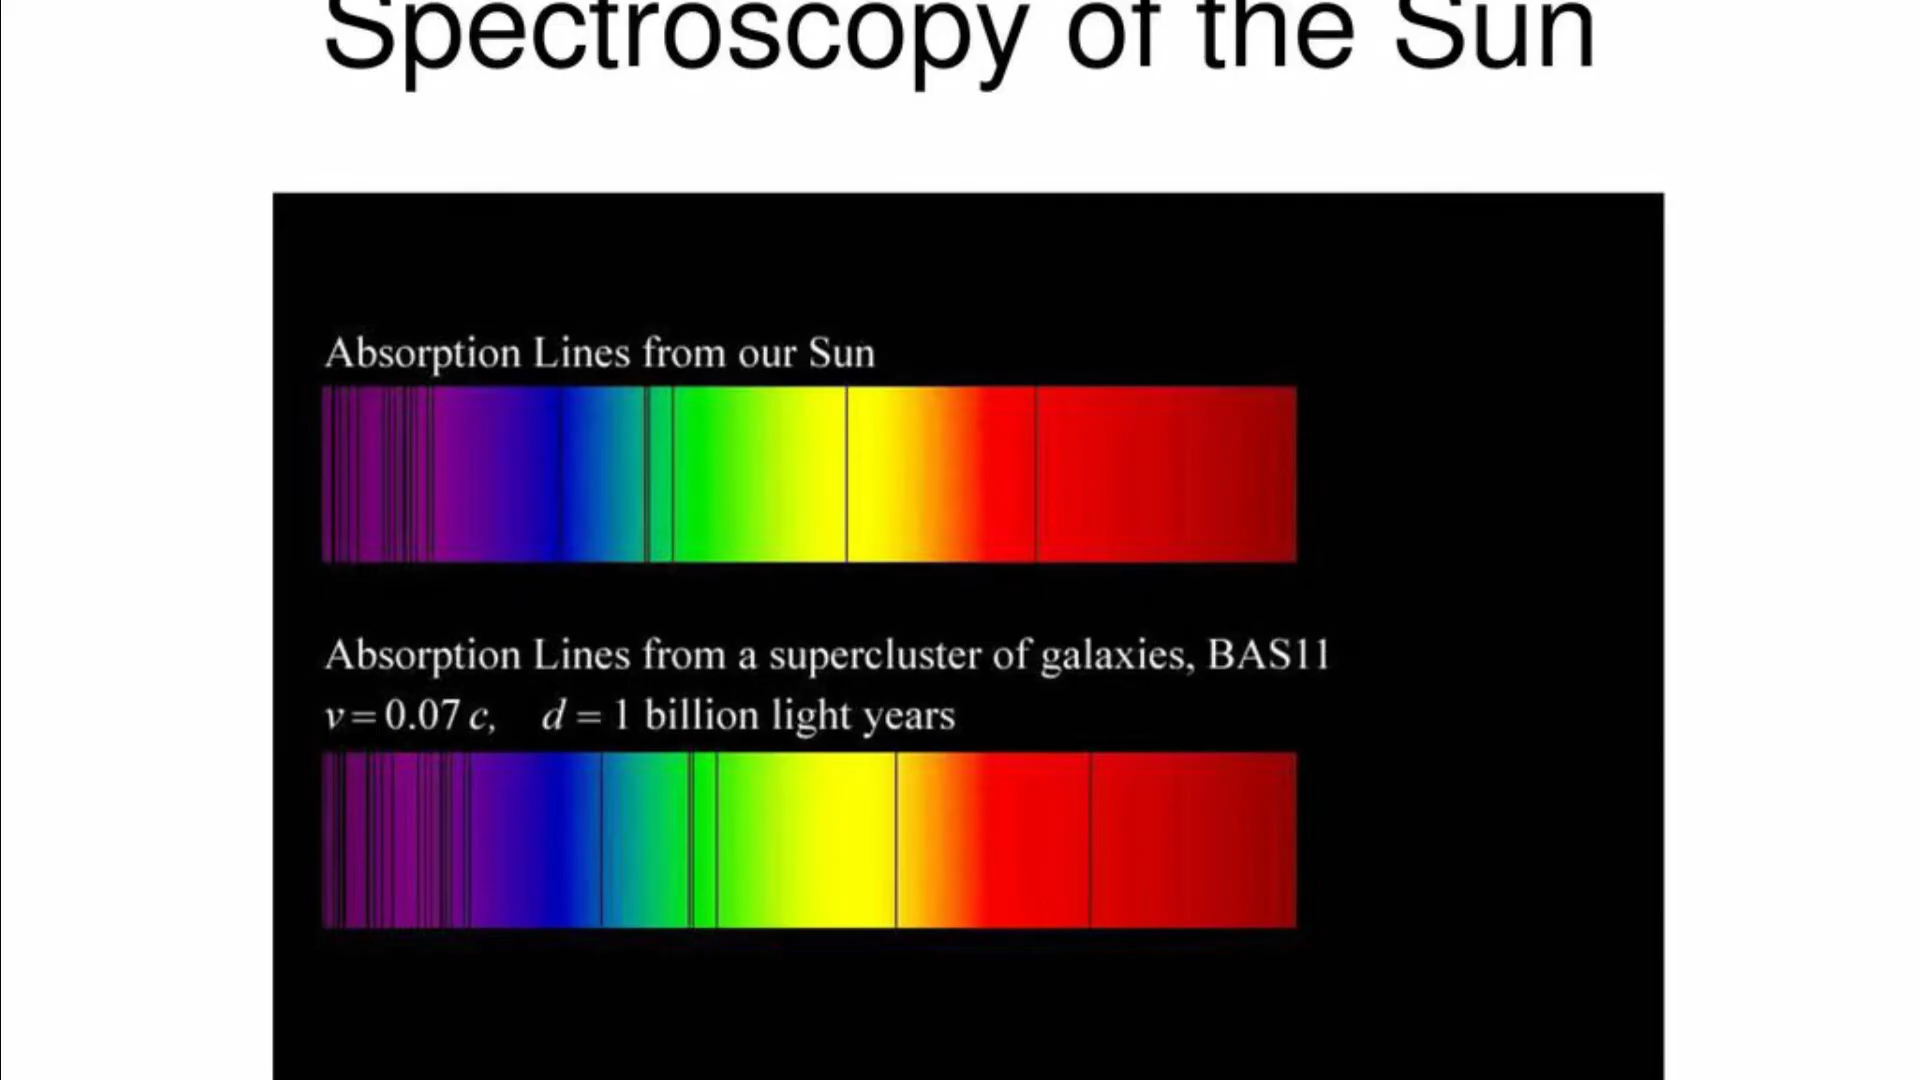 Spectroscopy of the Sun
Absorption Lines from our Sun
Absorption Lines from a supercluster of galaxies, BAS11
v = 0.07 c, d = 1 billion light years